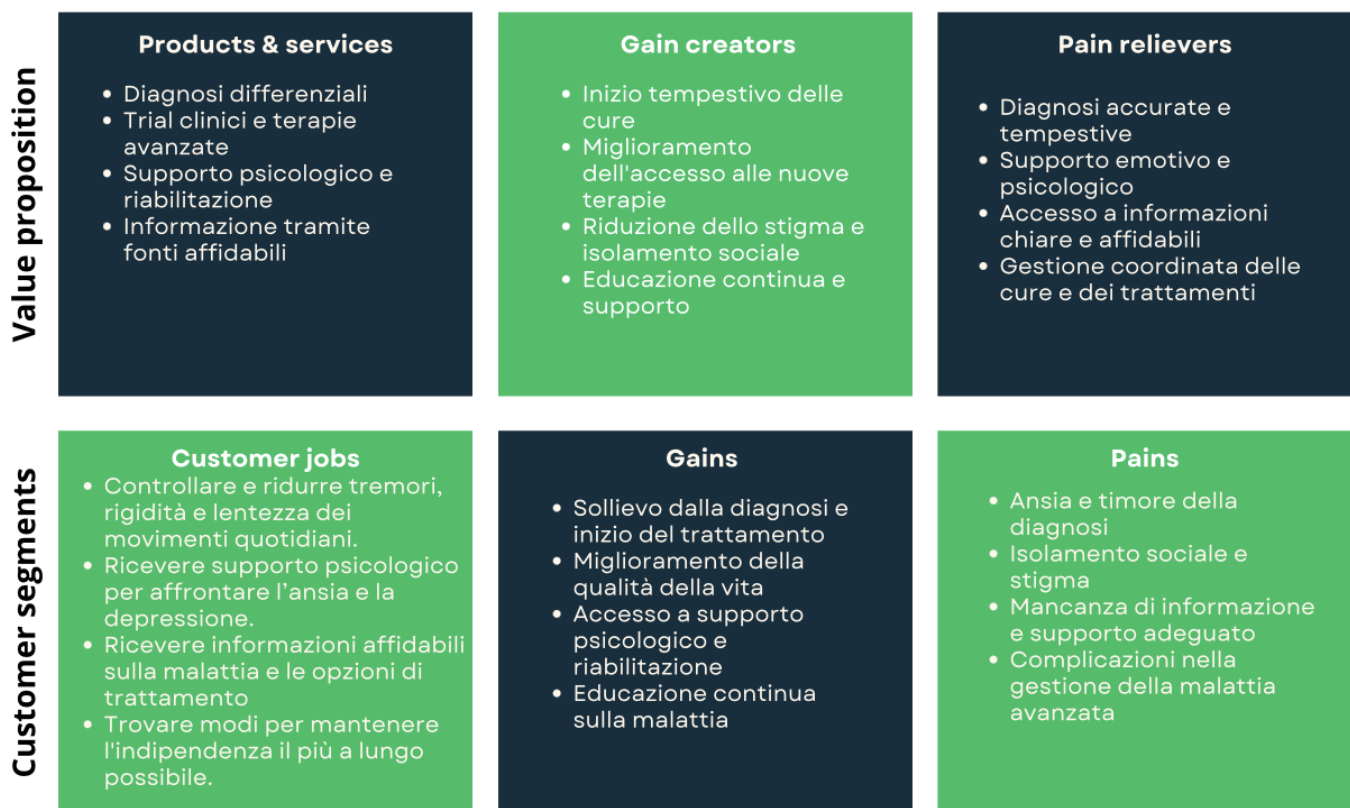 Value proposition
Products & services
• Diagnosi differenziali
• Trial clinici e terapie
avanzate
• Supporto psicologico e
riabilitazione
• Informazione tramite
fonti affidabili
Gain creators
• Inizio tempestivo delle
cure
• Miglioramento
dell'accesso alle nuove
terapie
• Riduzione dello stigma e
isolamento sociale
• Educazione continua e
supporto
Pain relievers
• Diagnosi accurate e
tempestive
• Supporto emotivo e
psicologico
• Accesso a informazioni
chiare e affidabili
• Gestione coordinata delle
cure e dei trattamenti
Customer segments
Customer jobs
• Controllare e ridurre tremori,
rigidità e lentezza dei
movimenti quotidiani.
• Ricevere supporto psicologico
per affrontare l’ansia e la
depressione.
• Ricevere informazioni affidabili
sulla malattia e le opzioni di
trattamento
• Trovare modi per mantenere
l'indipendenza il più a lungo
possibile.
Gains
• Sollievo dalla diagnosi e
inizio del trattamento
• Miglioramento della
qualità della vita
• Accesso a supporto
psicologico e
riabilitazione
• Educazione continua
sulla malattia
Pains
• Ansia e timore della
diagnosi
• Isolamento sociale e
stigma
• Mancanza di informazione
e supporto adeguato
• Complicazioni nella
gestione della malattia
avanzata